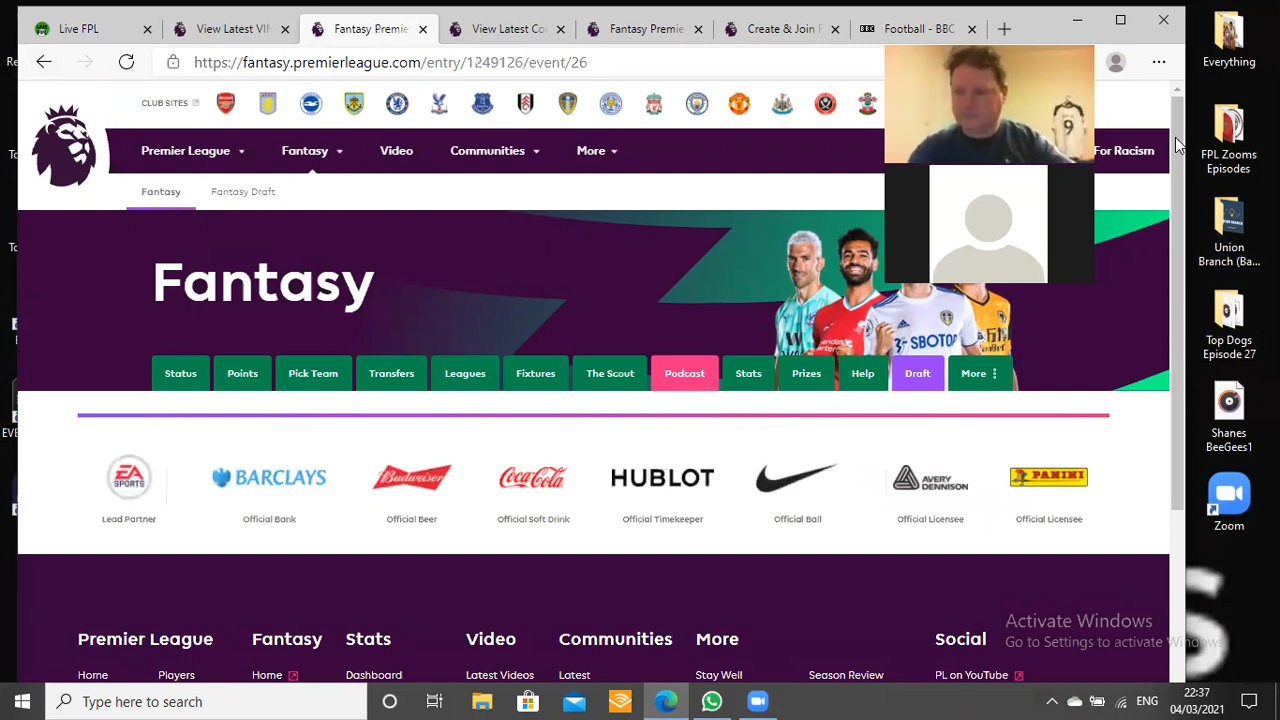 Live FPL
View Latest VIN
Fantasy Premie
View Latest Co
Fantasy Premie
Create & Join F
BBC
Football - BBC
https://fantasy.premierleague.com/entry/1249126/event/26
CLUB SITES
Premier League
Fantasy
Video
Communities
More
For Racism
9
Fantasy
Fantasy Draft
Fantasy
SBOTO
Status
Points
Pick Team
Transfers
Leagues
Fixtures
The Scout
Podcast
Stats
Prizes
Help
Draft
More
EA SPORTS
BARCLAYS
Budweiser
Coca-Cola
HUBLOT
AVERY DENNISON
PANINI
Lead Partner
Official Bank
Official Beer
Official Soft Drink
Official Timekeeper
Official Ball
Official Licensee
Official Licensee
Premier League
Fantasy
Stats
Video
Communities
More
Social
Home
Players
Home
Dashboard
Latest Videos
Latest
Stay Well
Season Review
PL on YouTube
Activate Windows
Go to Settings to activate Windows
Everything
FPL Zooms
Episodes
Union
Branch (Ba...
Top Dogs
Episode 27
Shanes
BeeGees1
Zoom
Type here to search
ENG
22:37
04/03/2021